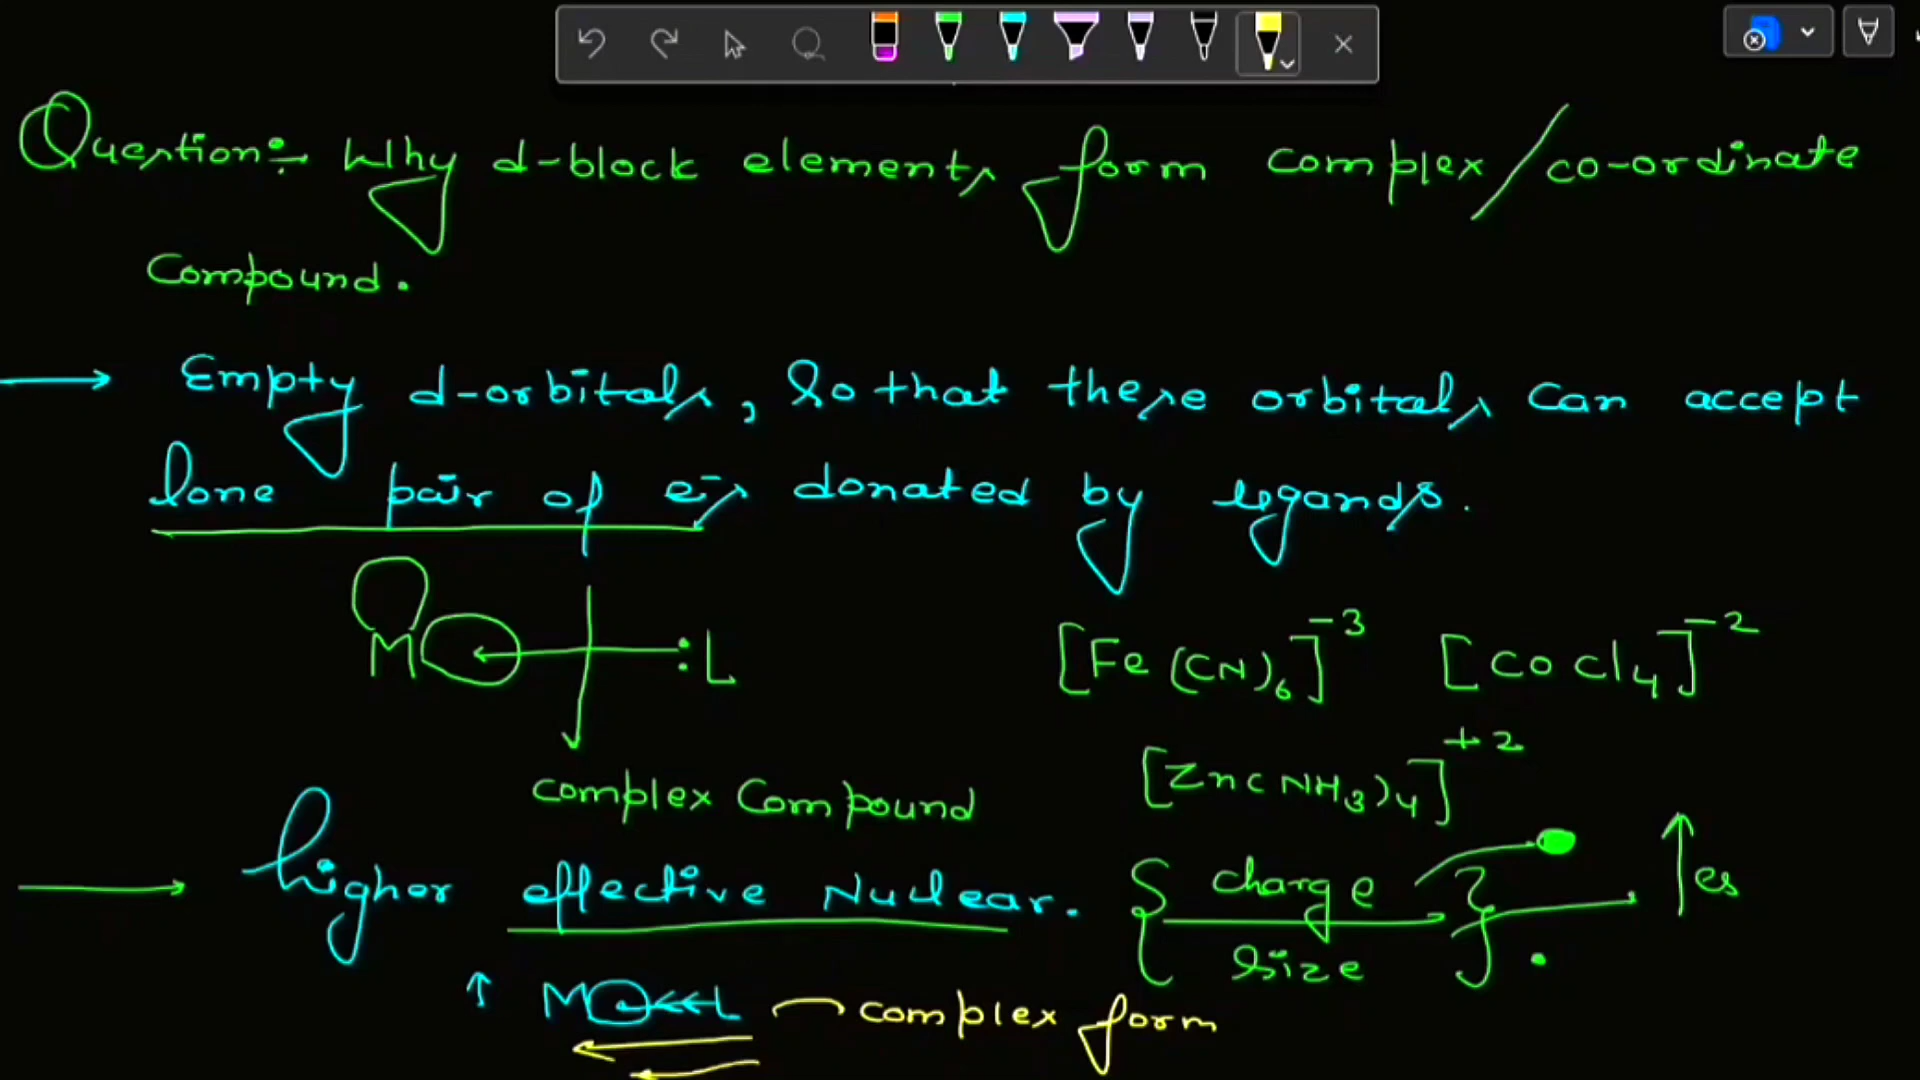 Question:- Why d-block elements form complex/co-ordinate
Compound.
→ Empty d-orbitals, So that these orbitals can accept
lone pair of e⁻s donated by ligands.
M ← :L
[Fe(CN)₆]⁻³ [CoCl₄]⁻²
[Zn(NH₃)₄]⁺²
complex Compound
→ higher effective Nuclear. {charge/size} ↑es
↑ M ← L complex form